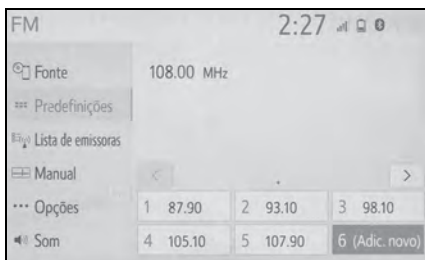 FM 2:27
Fonte 108.00 MHz
Predefinições
Lista de emissoras
Manual
Opções 1 87.90 2 93.10 3 98.10
Som 4 105.10 5 107.90 6 (Adic. novo)